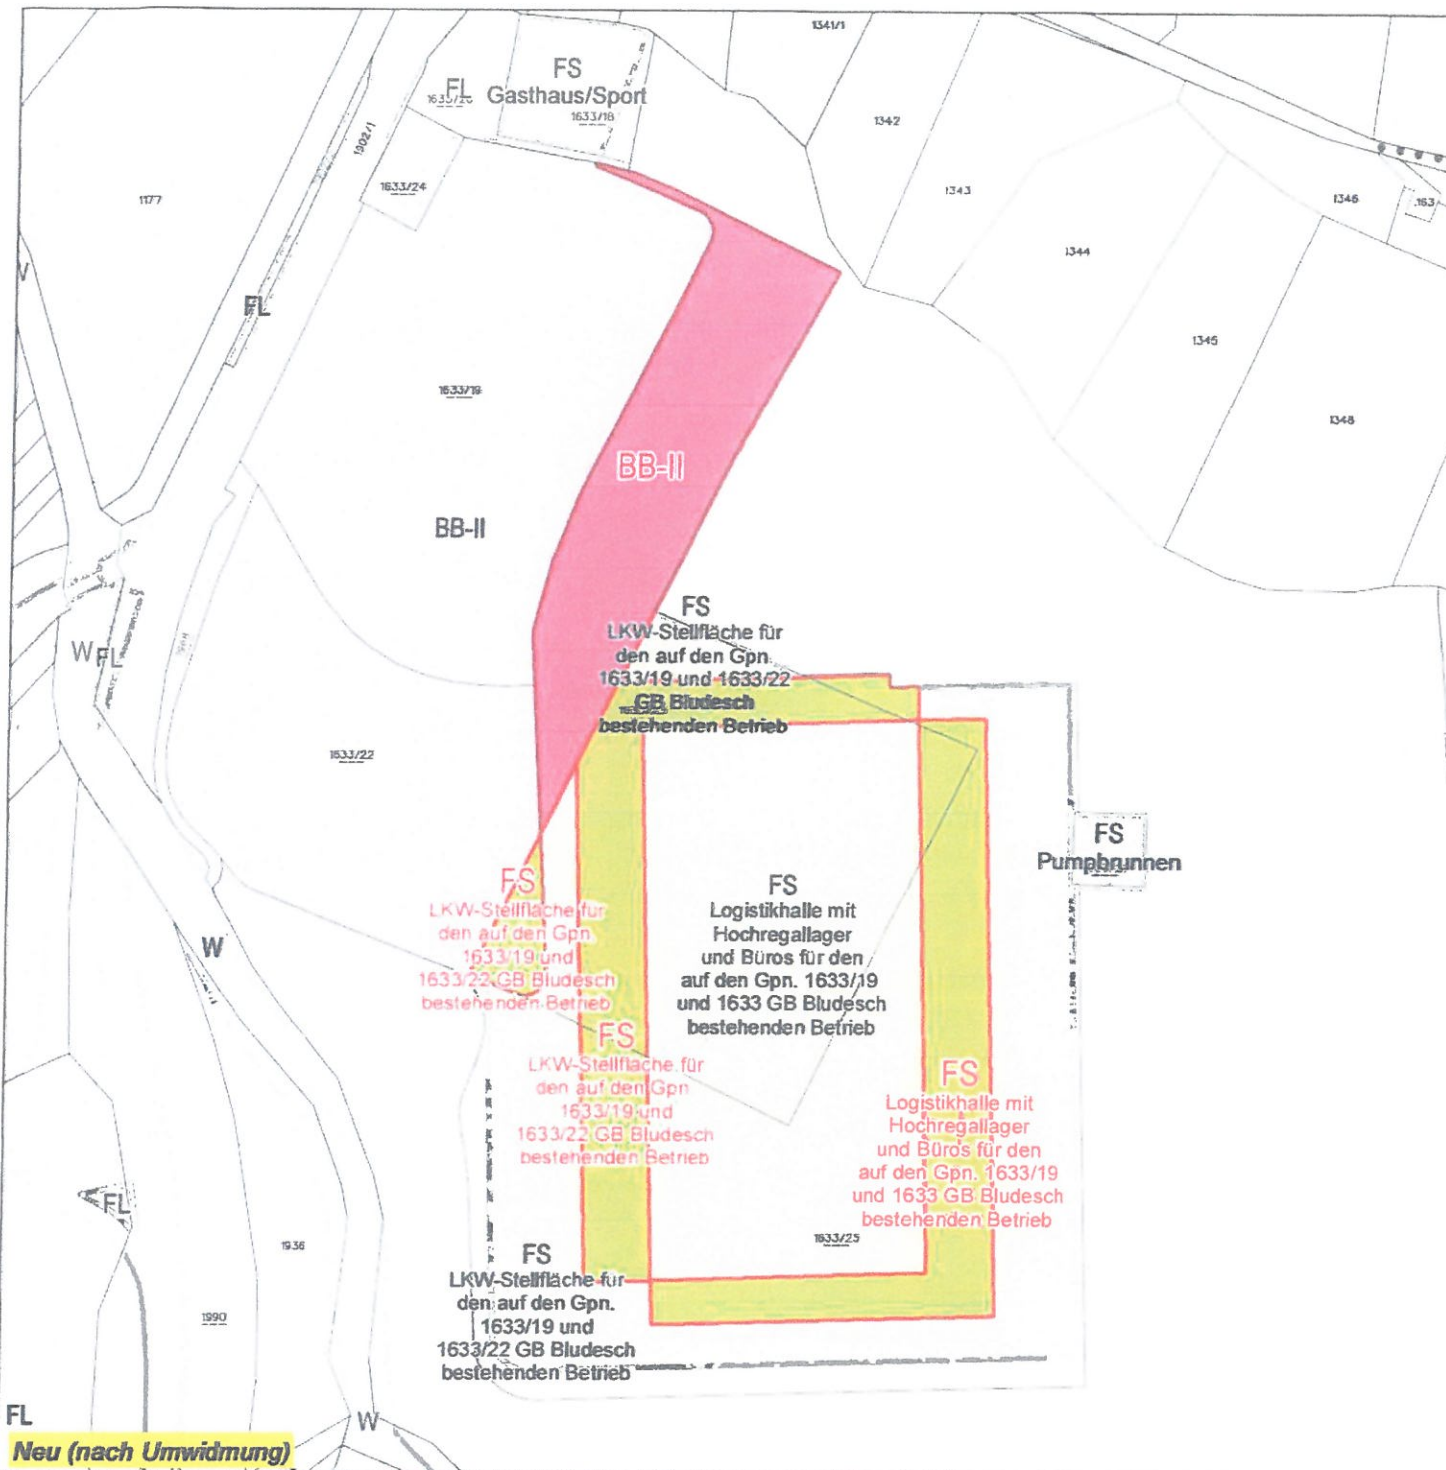 1341/1
FS
FL
Gasthaus/Sport
1633/18
1342
1902/1
1633/24
1343
1346
.163
1177
1344
FL
1345
1633/19
1348
BB-II
BB-II
FS
LKW-Stellfläche für
den auf den Gpn.
1633/19 und 1633/22
GB Bludesch
bestehenden Betrieb
W
FL
1633/22
FS
Pumpbrunnen
FS
LKW-Stellfläche für
den auf den Gpn.
1633/19 und
1633/22 GB Bludesch
bestehenden Betrieb
FS
Logistikhalle mit
Hochregallager
und Büros für den
auf den Gpn. 1633/19
und 1633 GB Bludesch
bestehenden Betrieb
W
FS
LKW-Stellfläche für
den auf den Gpn
1633/19 und
1633/22 GB Bludesch
bestehenden Betrieb
FS
Logistikhalle mit
Hochregallager
und Büros für den
auf den Gpn. 1633/19
und 1633 GB Bludesch
bestehenden Betrieb
FL
1936
1633/25
FS
LKW-Stellfläche für
den auf den Gpn.
1633/19 und
1633/22 GB Bludesch
bestehenden Betrieb
1990
FL
W
Neu (nach Umwidmung)